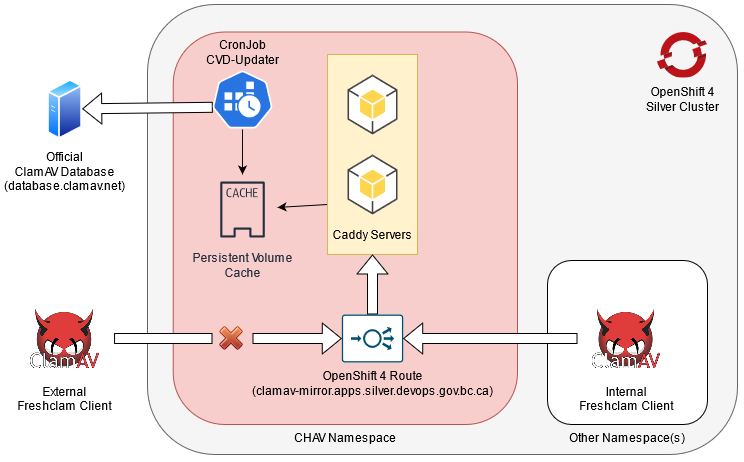 CronJob
CVD-Updater
OpenShift 4
Silver Cluster
Official
ClamAV Database
(database.clamav.net)
CACHE
Caddy Servers
Persistent Volume
Cache
ClamAV
ClamAV
External
Freshclam Client
OpenShift 4 Route
(clamav-mirror.apps.silver.devops.gov.bc.ca)
Internal
Freshclam Client
CHAV Namespace
Other Namespace(s)